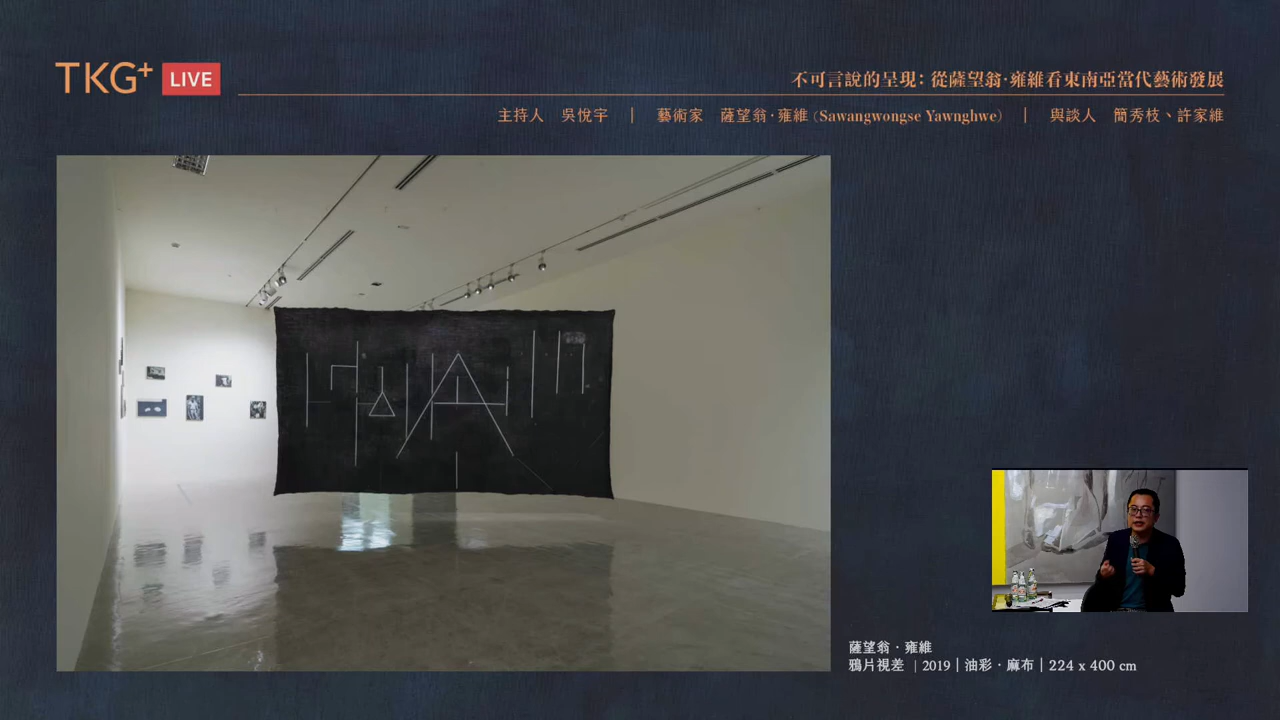 TKG+ LIVE
不可言說的呈現：從薩望翁·雍維看東南亞當代藝術發展
主持人 吳悅宇 | 藝術家 薩望翁·雍維 (Sawangwongse Yawnghwe) | 與談人 簡秀枝、許家維
薩望翁·雍維
鴉片視差 | 2019 | 油彩·麻布 | 224 x 400 cm